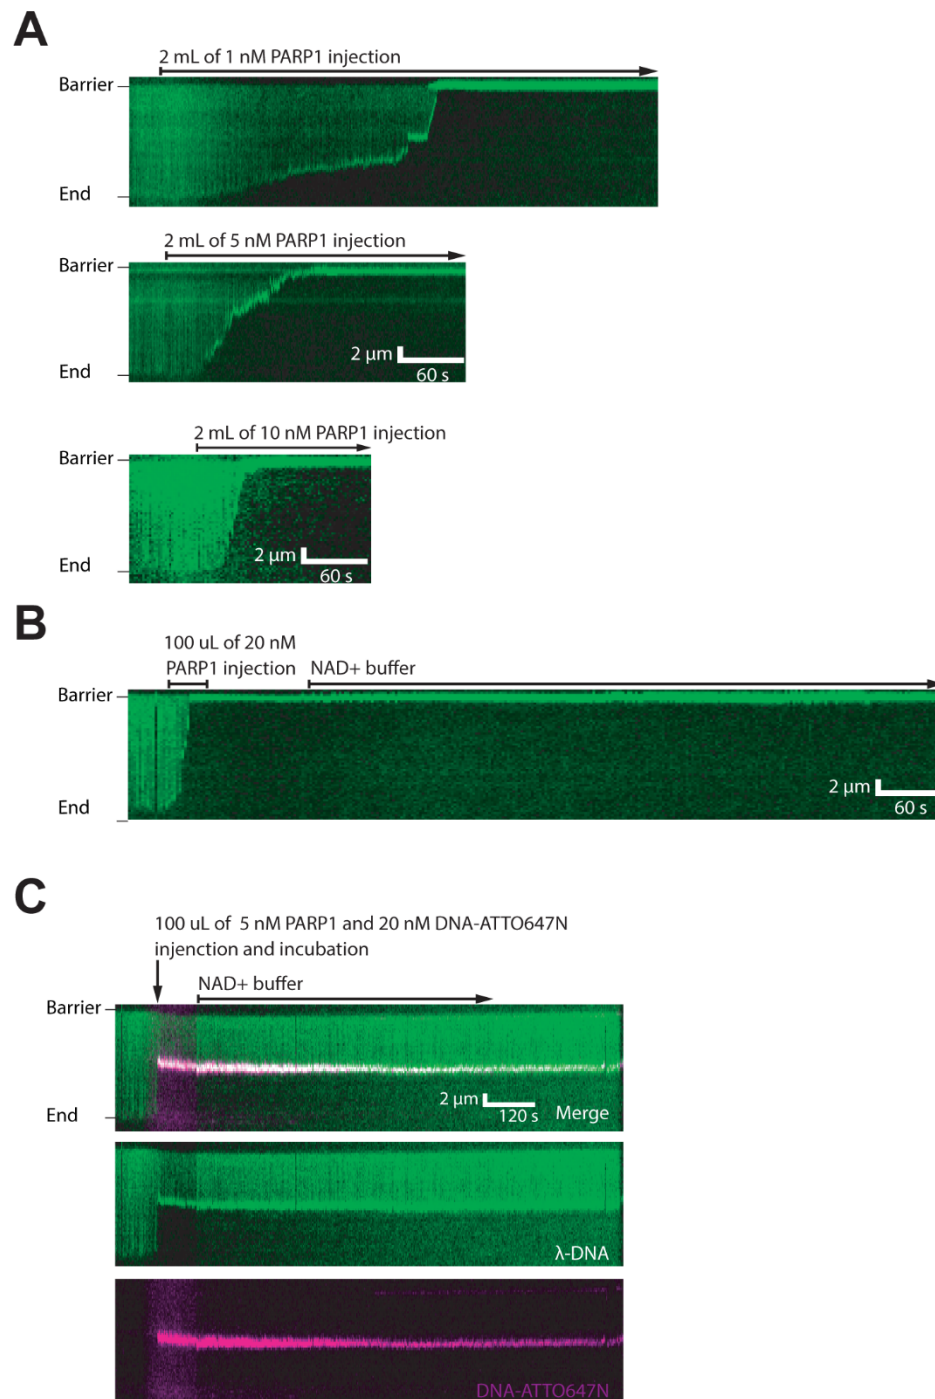 A
2 mL of 1 nM PARP1 injection
Barrier
End
2 mL of 5 nM PARP1 injection
Barrier
2 μm
60 s
End
2 mL of 10 nM PARP1 injection
Barrier
2 μm
60 s
End
B
100 uL of 20 nM
PARP1 injection
NAD+ buffer
Barrier
2 μm
60 s
End
C
100 uL of 5 nM PARP1 and 20 nM DNA-ATTO647N
injenction and incubation
NAD+ buffer
Barrier
2 μm
120 s
End
Merge
λ-DNA
DNA-ATTO647N